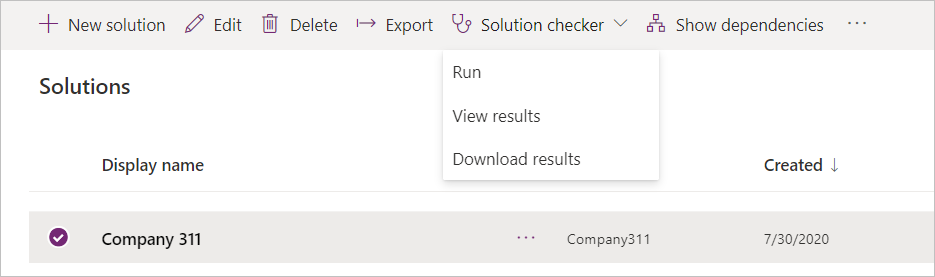 New solution Edit Delete Export Solution checker Show dependencies ...
Run
Solutions
View results
Download results
Display name Created ↓
Company 311 ... Company311 7/30/2020